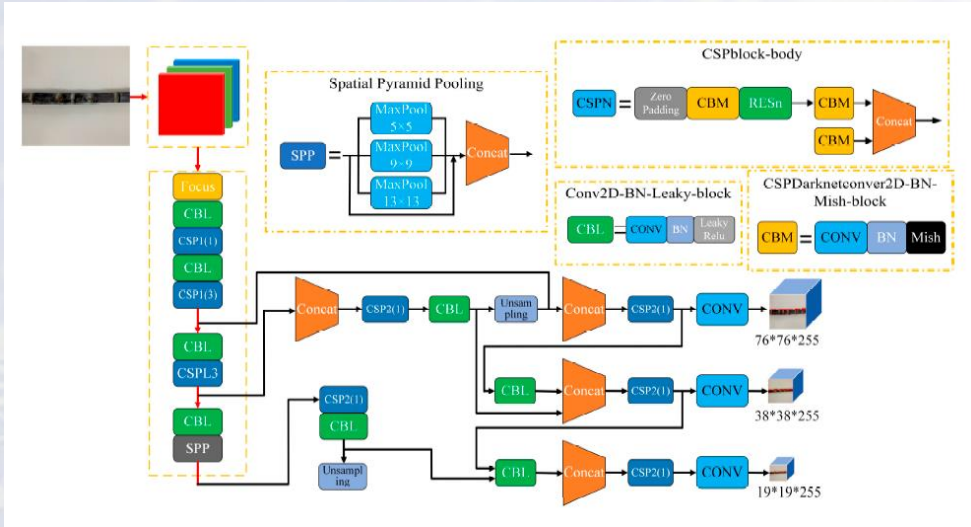 Spatial Pyramid Pooling
SPP
=
MaxPool
5×5
MaxPool
9×9
MaxPool
13×13
Concat
CSPblock-body
CSPN
=
Zero
Padding
CBM
RESn
CBM
CBM
Concat
Conv2D-BN-Leaky-block
CBL
=
CONV
BN
Leaky
Relu
CSPDarknetconver2D-BN-
Mish-block
CBM
=
CONV
BN
Mish
Focus
CBL
CSP1(1)
CBL
CSP1(3)
CBL
CSPL3
CBL
SPP
Concat
CSP2(1)
CBL
Unsam
pling
Concat
CSP2(1)
CONV
76*76*255
CBL
Concat
CSP2(1)
CONV
38*38*255
CSP2(1)
CBL
Unsampl
ing
CBL
Concat
CSP2(1)
CONV
19*19*255